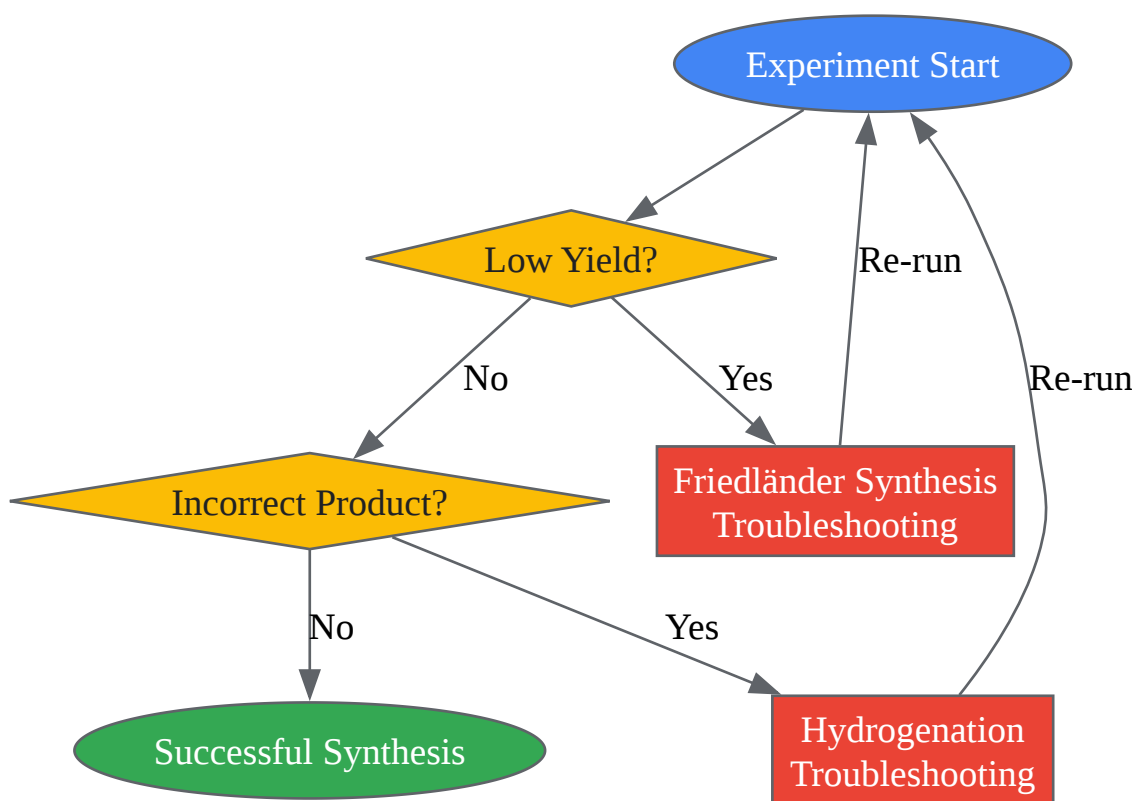 Experiment Start
Low Yield?
Re-run
No
Yes
Re-run
Friedländer Synthesis
Troubleshooting
Incorrect Product?
No
Yes
Successful Synthesis
Hydrogenation
Troubleshooting